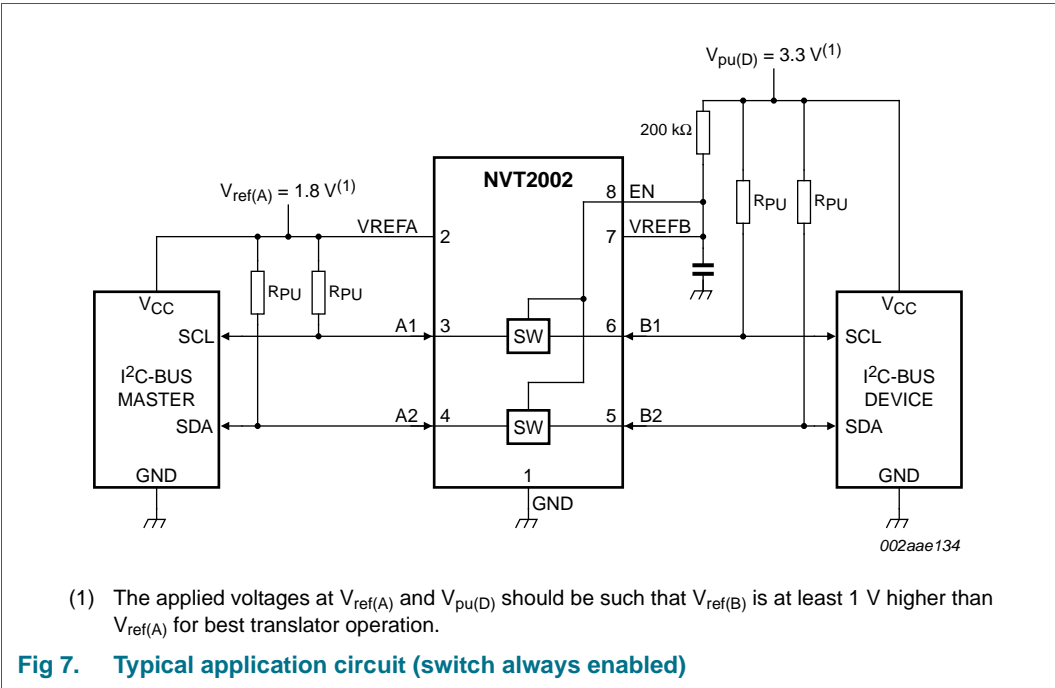 Vpu(D) = 3.3 V(1)
200 kΩ
NVT2002
8 EN
RPU RPU
Vref(A) = 1.8 V(1)
VREFA 2
7 VREFB
RPU RPU
VCC
VCC
SCL
A1 3
SW
6 B1
SCL
I2C-BUS
MASTER
I2C-BUS
DEVICE
SDA
A2 4
SW
5 B2
SDA
GND
1
GND
GND
002aae134
(1) The applied voltages at Vref(A) and Vpu(D) should be such that Vref(B) is at least 1 V higher than
Vref(A) for best translator operation.
Fig 7. Typical application circuit (switch always enabled)